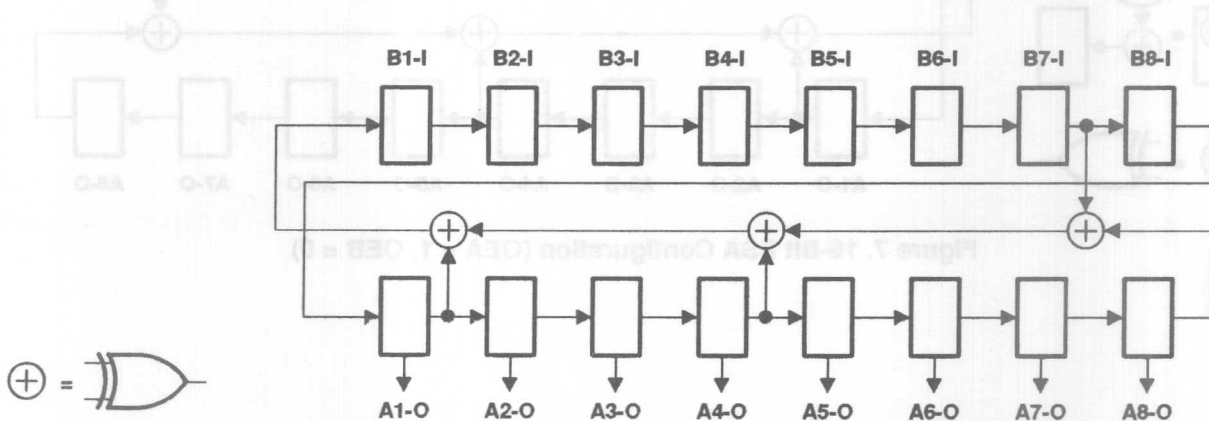 B1-I B2-I B3-I B4-I B5-I B6-I B7-I B8-I
A1-O A2-O A3-O A4-O A5-O A6-O A7-O A8-O
=
Figure 7. 16-Bit PSA Configuration (OEA = 1, OEB = 0)